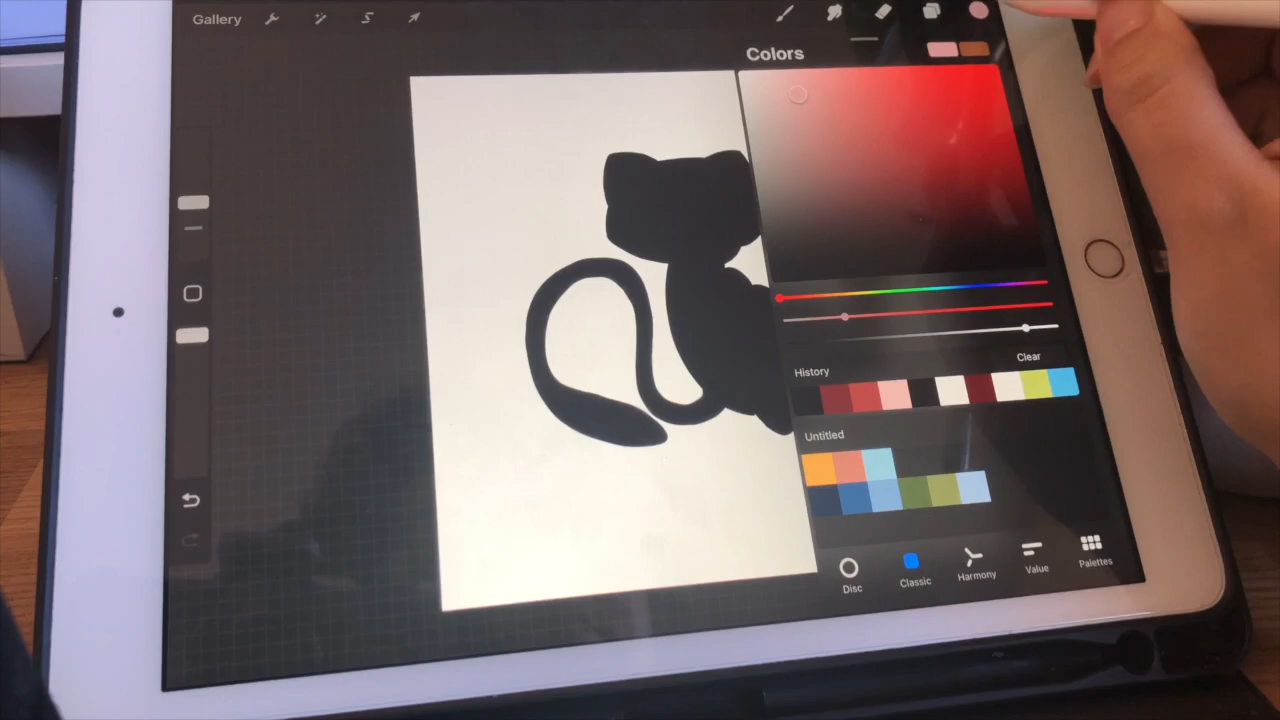 Gallery
Colors
Clear
History
Untitled
Disc
Classic
Harmony
Value
Palettes